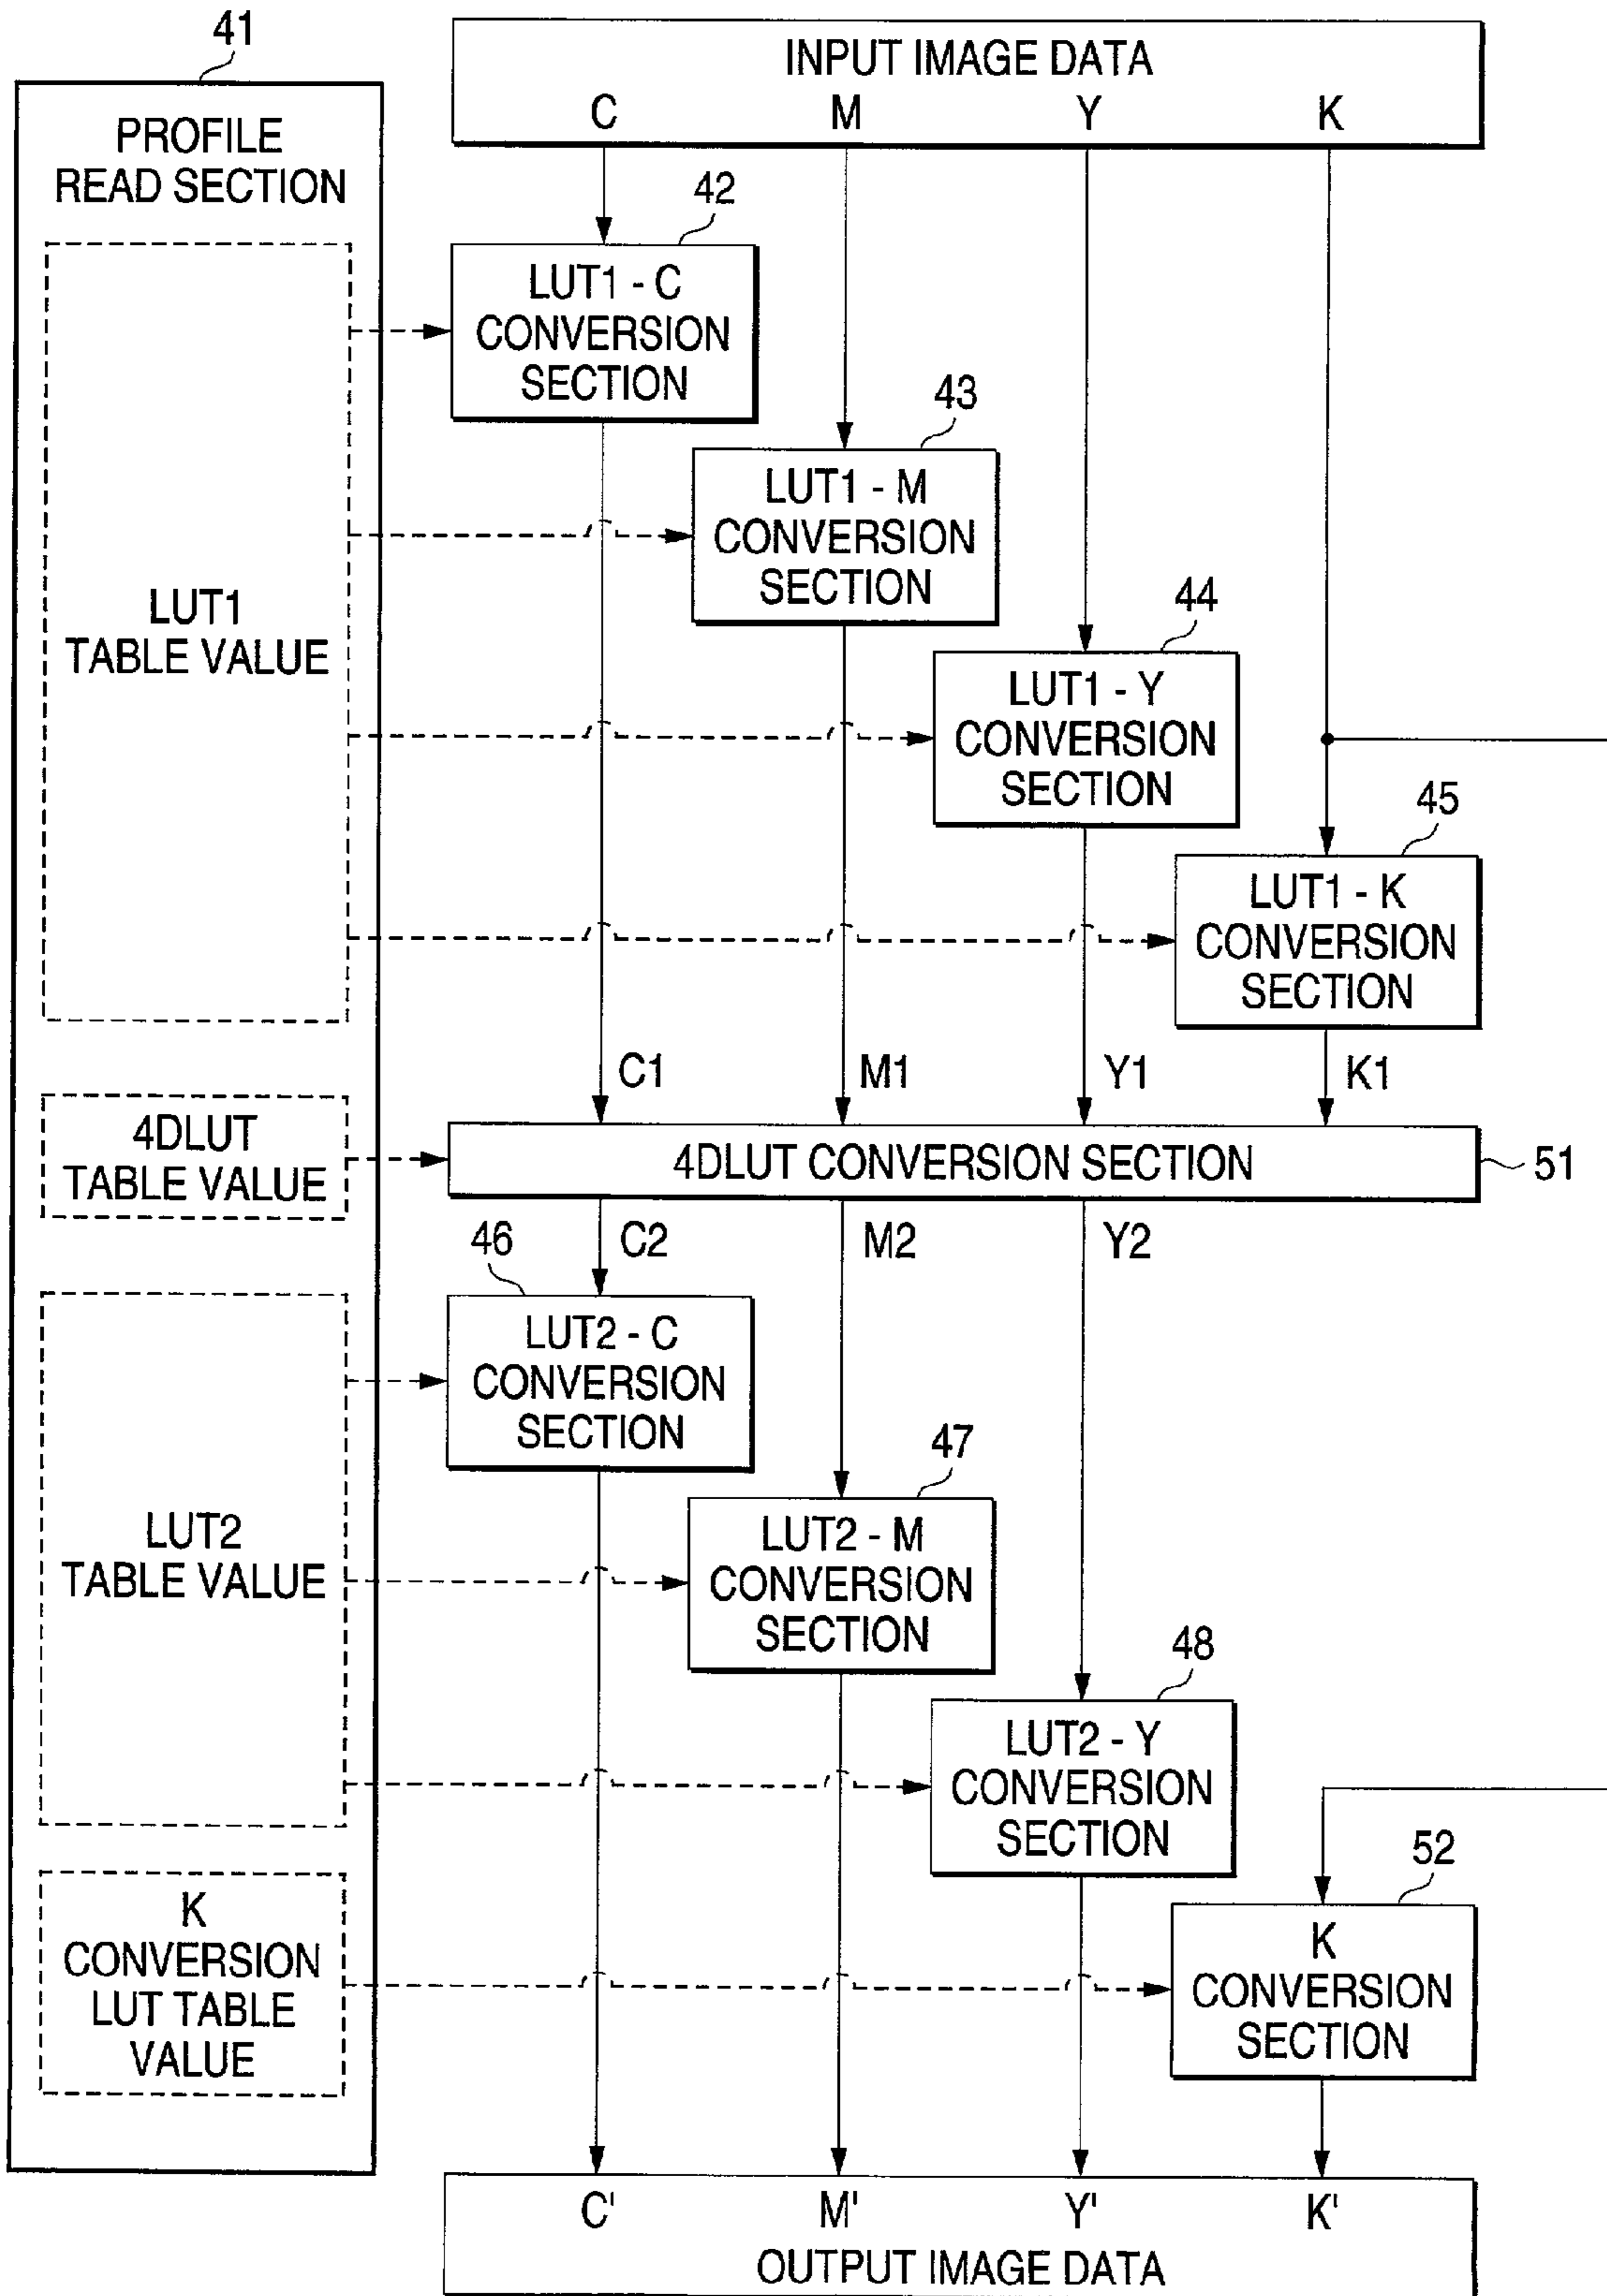 41
PROFILE
READ SECTION
LUT1
TABLE VALUE
4DLUT
TABLE VALUE
LUT2
TABLE VALUE
K
CONVERSION
LUT TABLE
VALUE
INPUT IMAGE DATA
C M Y K
42
LUT1 - C
CONVERSION
SECTION
43
LUT1 - M
CONVERSION
SECTION
44
LUT1 - Y
CONVERSION
SECTION
45
LUT1 - K
CONVERSION
SECTION
C1 M1 Y1 K1
4DLUT CONVERSION SECTION
51
C2 M2 Y2
46
LUT2 - C
CONVERSION
SECTION
47
LUT2 - M
CONVERSION
SECTION
48
LUT2 - Y
CONVERSION
SECTION
52
K
CONVERSION
SECTION
C' M' Y' K'
OUTPUT IMAGE DATA